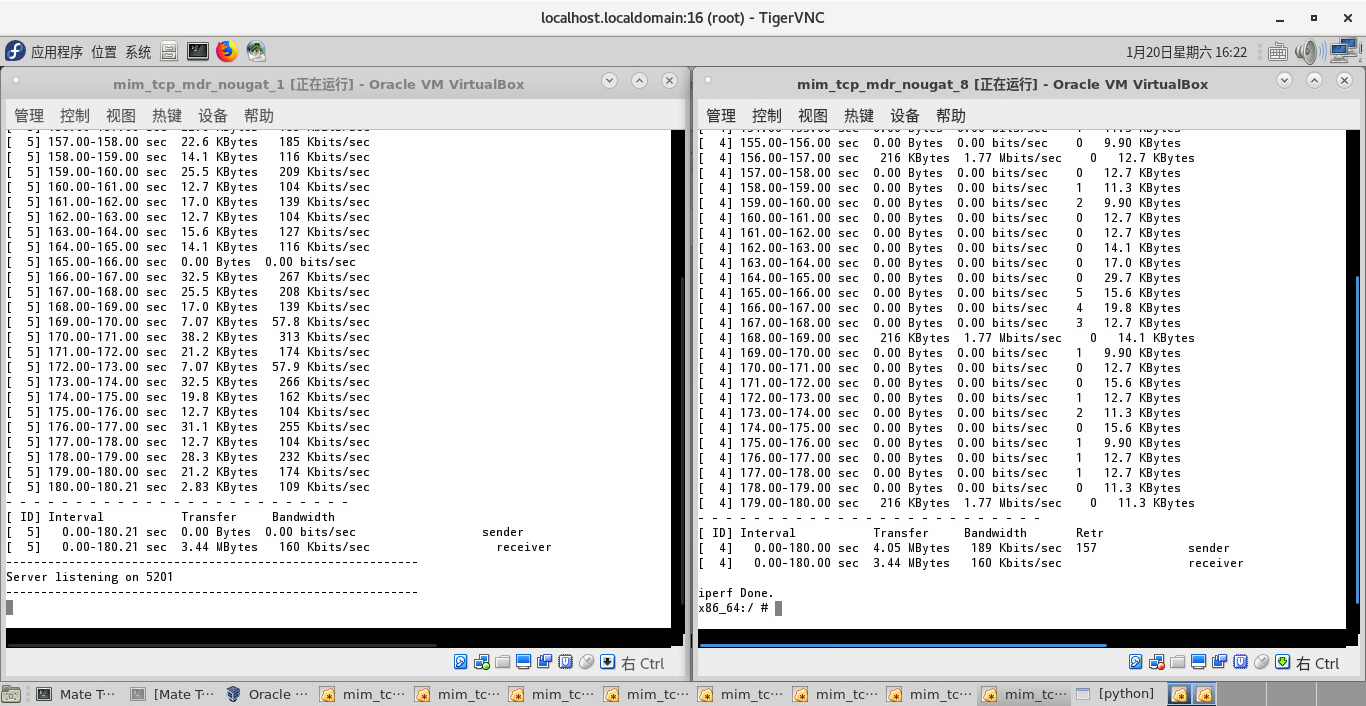 localhost.localdomain:16 (root) - TigerVNC
应用程序 位置 系统
1月20日星期六 16:22
mim_tcp_mdr_nougat_1 [正在运行] - Oracle VM VirtualBox
管理 控制 视图 热键 设备 帮助
[  5] 157.00-158.00 sec  22.6 KBytes   185 Kbits/sec
[  5] 158.00-159.00 sec  14.1 KBytes   116 Kbits/sec
[  5] 159.00-160.00 sec  25.5 KBytes   209 Kbits/sec
[  5] 160.00-161.00 sec  12.7 KBytes   104 Kbits/sec
[  5] 161.00-162.00 sec  17.0 KBytes   139 Kbits/sec
[  5] 162.00-163.00 sec  12.7 KBytes   104 Kbits/sec
[  5] 163.00-164.00 sec  15.6 KBytes   127 Kbits/sec
[  5] 164.00-165.00 sec  14.1 KBytes   116 Kbits/sec
[  5] 165.00-166.00 sec  0.00 Bytes  0.00 bits/sec
[  5] 166.00-167.00 sec  32.5 KBytes   267 Kbits/sec
[  5] 167.00-168.00 sec  25.5 KBytes   208 Kbits/sec
[  5] 168.00-169.00 sec  17.0 KBytes   139 Kbits/sec
[  5] 169.00-170.00 sec  7.07 KBytes  57.8 Kbits/sec
[  5] 170.00-171.00 sec  38.2 KBytes   313 Kbits/sec
[  5] 171.00-172.00 sec  21.2 KBytes   174 Kbits/sec
[  5] 172.00-173.00 sec  7.07 KBytes  57.9 Kbits/sec
[  5] 173.00-174.00 sec  32.5 KBytes   266 Kbits/sec
[  5] 174.00-175.00 sec  19.8 KBytes   162 Kbits/sec
[  5] 175.00-176.00 sec  12.7 KBytes   104 Kbits/sec
[  5] 176.00-177.00 sec  31.1 KBytes   255 Kbits/sec
[  5] 177.00-178.00 sec  12.7 KBytes   104 Kbits/sec
[  5] 178.00-179.00 sec  28.3 KBytes   232 Kbits/sec
[  5] 179.00-180.00 sec  21.2 KBytes   174 Kbits/sec
[  5] 180.00-180.21 sec  2.83 KBytes   109 Kbits/sec
- - - - - - - - - - - - - - - - - - - - - - - - -
[ ID] Interval           Transfer     Bandwidth
[  5]   0.00-180.21 sec  0.00 Bytes  0.00 bits/sec                  sender
[  5]   0.00-180.21 sec  3.44 MBytes   160 Kbits/sec                  receiver
-----------------------------------------------------------
Server listening on 5201
-----------------------------------------------------------
右 Ctrl
mim_tcp_mdr_nougat_8 [正在运行] - Oracle VM VirtualBox
管理 控制 视图 热键 设备 帮助
[  4] 155.00-156.00 sec  0.00 Bytes  0.00 bits/sec    0   9.90 KBytes
[  4] 156.00-157.00 sec   216 KBytes  1.77 Mbits/sec    0   12.7 KBytes
[  4] 157.00-158.00 sec  0.00 Bytes  0.00 bits/sec    0   12.7 KBytes
[  4] 158.00-159.00 sec  0.00 Bytes  0.00 bits/sec    1   11.3 KBytes
[  4] 159.00-160.00 sec  0.00 Bytes  0.00 bits/sec    2   9.90 KBytes
[  4] 160.00-161.00 sec  0.00 Bytes  0.00 bits/sec    0   12.7 KBytes
[  4] 161.00-162.00 sec  0.00 Bytes  0.00 bits/sec    0   12.7 KBytes
[  4] 162.00-163.00 sec  0.00 Bytes  0.00 bits/sec    0   14.1 KBytes
[  4] 163.00-164.00 sec  0.00 Bytes  0.00 bits/sec    0   17.0 KBytes
[  4] 164.00-165.00 sec  0.00 Bytes  0.00 bits/sec    0   29.7 KBytes
[  4] 165.00-166.00 sec  0.00 Bytes  0.00 bits/sec    5   15.6 KBytes
[  4] 166.00-167.00 sec  0.00 Bytes  0.00 bits/sec    4   19.8 KBytes
[  4] 167.00-168.00 sec  0.00 Bytes  0.00 bits/sec    3   12.7 KBytes
[  4] 168.00-169.00 sec   216 KBytes  1.77 Mbits/sec    0   14.1 KBytes
[  4] 169.00-170.00 sec  0.00 Bytes  0.00 bits/sec    1   9.90 KBytes
[  4] 170.00-171.00 sec  0.00 Bytes  0.00 bits/sec    0   12.7 KBytes
[  4] 171.00-172.00 sec  0.00 Bytes  0.00 bits/sec    0   15.6 KBytes
[  4] 172.00-173.00 sec  0.00 Bytes  0.00 bits/sec    1   12.7 KBytes
[  4] 173.00-174.00 sec  0.00 Bytes  0.00 bits/sec    2   11.3 KBytes
[  4] 174.00-175.00 sec  0.00 Bytes  0.00 bits/sec    0   15.6 KBytes
[  4] 175.00-176.00 sec  0.00 Bytes  0.00 bits/sec    1   9.90 KBytes
[  4] 176.00-177.00 sec  0.00 Bytes  0.00 bits/sec    1   12.7 KBytes
[  4] 177.00-178.00 sec  0.00 Bytes  0.00 bits/sec    1   12.7 KBytes
[  4] 178.00-179.00 sec  0.00 Bytes  0.00 bits/sec    0   11.3 KBytes
[  4] 179.00-180.00 sec   216 KBytes  1.77 Mbits/sec    0   11.3 KBytes
- - - - - - - - - - - - - - - - - - - - - - - - -
[ ID] Interval           Transfer     Bandwidth       Retr
[  4]   0.00-180.00 sec  4.05 MBytes   189 Kbits/sec  157             sender
[  4]   0.00-180.00 sec  3.44 MBytes   160 Kbits/sec                  receiver
iperf Done.
x86_64:/ #
右 Ctrl
Mate T··· [Mate T··· Oracle ··· mim_tc··· mim_tc··· mim_tc··· mim_tc··· mim_tc··· mim_tc··· mim_tc··· mim_tc··· [python]